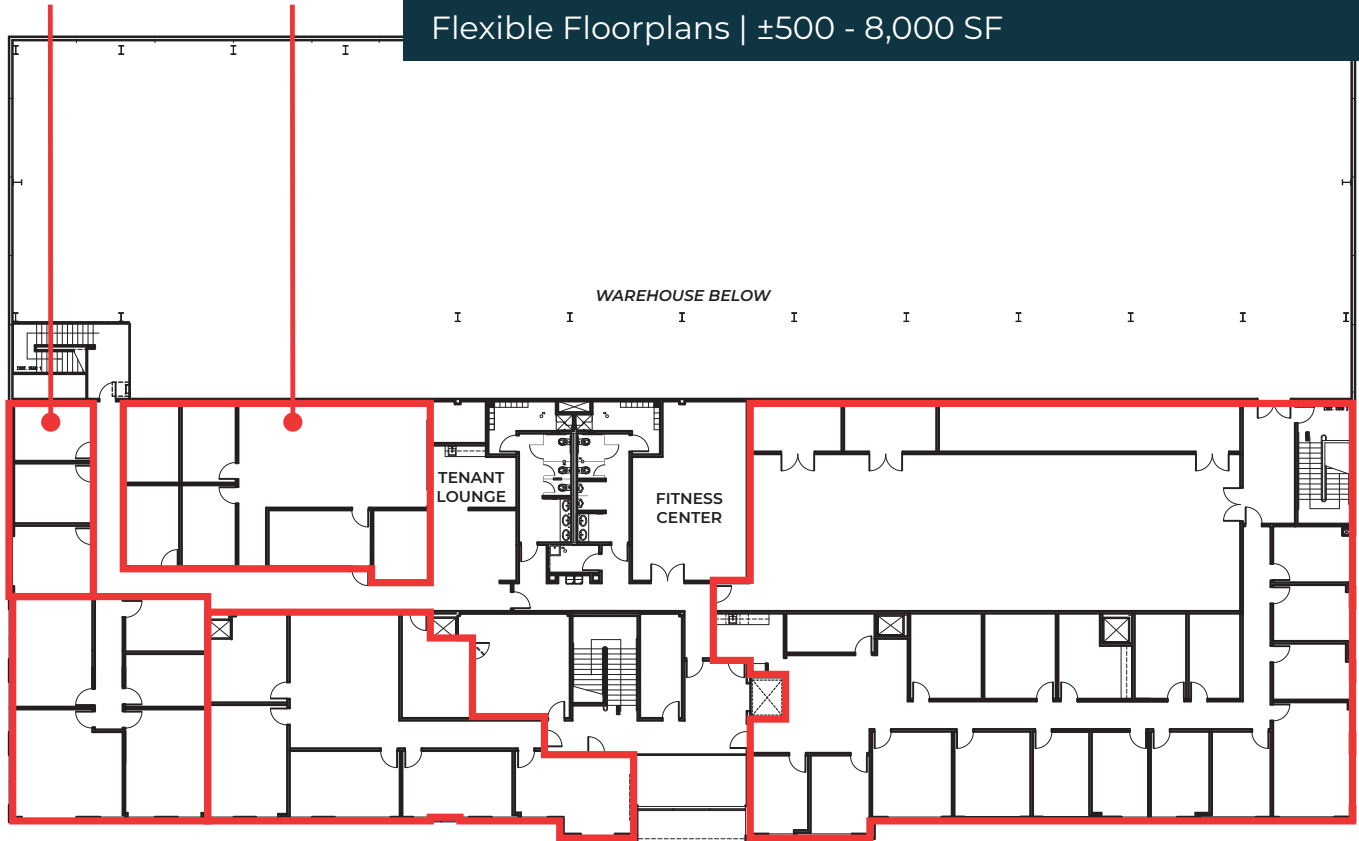 Flexible Floorplans | ±500 - 8,000 SF
WAREHOUSE BELOW
TENANT
LOUNGE
FITNESS
CENTER